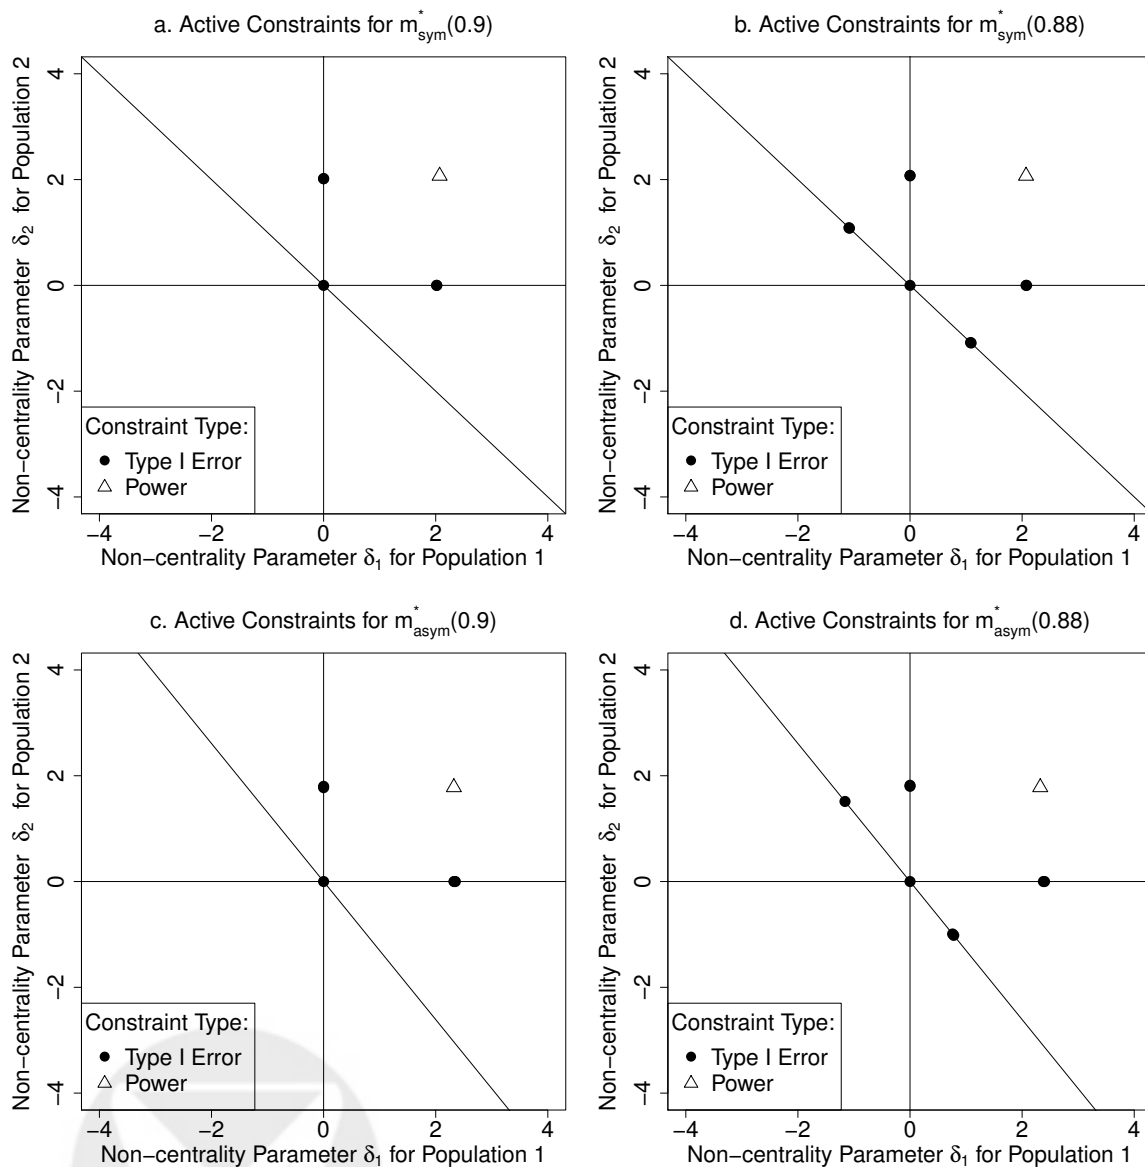 a. Active Constraints for m*sym(0.9)
Non−centrality Parameter δ2 for Population 2
4
2
0
−2
−4
Constraint Type:
Type I Error
Power
−4 −2 0 2 4
Non−centrality Parameter δ1 for Population 1
b. Active Constraints for m*sym(0.88)
Non−centrality Parameter δ2 for Population 2
4
2
0
−2
−4
Constraint Type:
Type I Error
Power
−4 −2 0 2 4
Non−centrality Parameter δ1 for Population 1
c. Active Constraints for m*asym(0.9)
Non−centrality Parameter δ2 for Population 2
4
2
0
−2
−4
Constraint Type:
Type I Error
Power
−4 −2 0 2 4
Non−centrality Parameter δ1 for Population 1
d. Active Constraints for m*asym(0.88)
Non−centrality Parameter δ2 for Population 2
4
2
0
−2
−4
Constraint Type:
Type I Error
Power
−4 −2 0 2 4
Non−centrality Parameter δ1 for Population 1